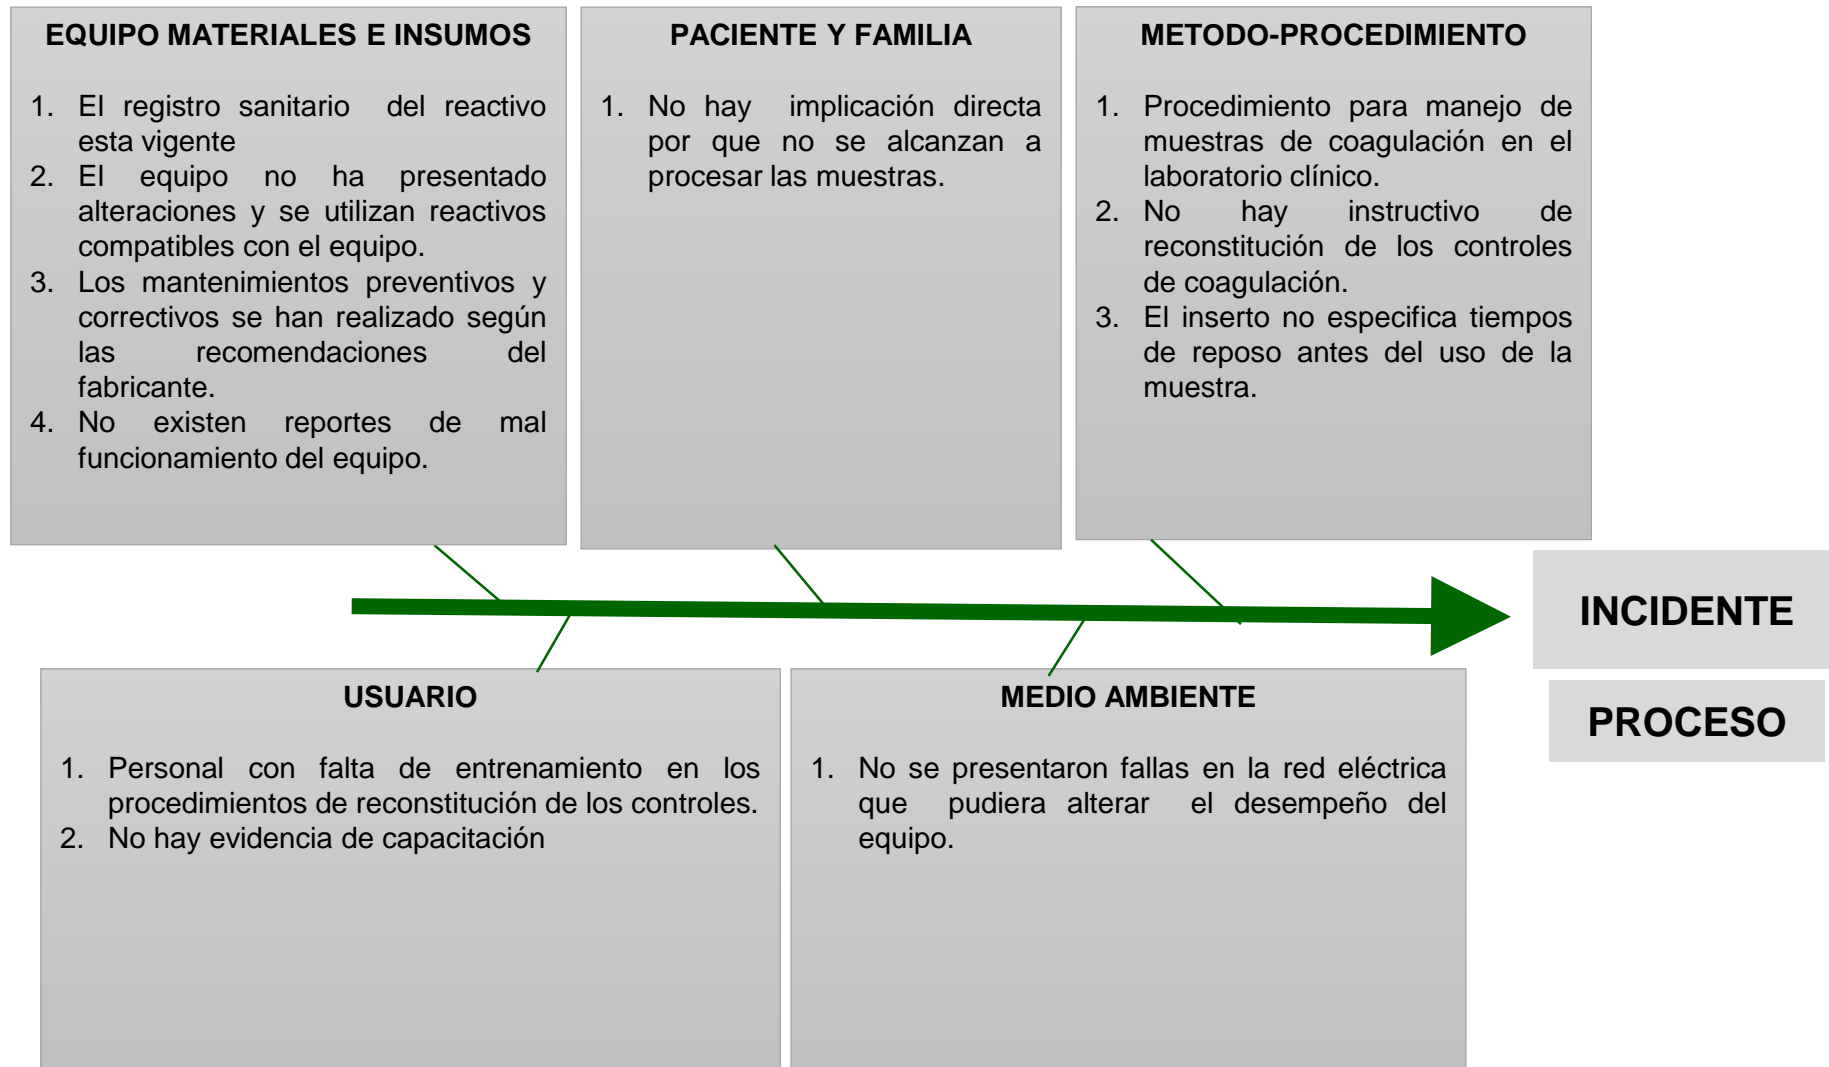 EQUIPO MATERIALES E INSUMOS
1. El registro sanitario del reactivo
esta vigente
2. El equipo no ha presentado
alteraciones y se utilizan reactivos
compatibles con el equipo.
3. Los mantenimientos preventivos y
correctivos se han realizado según
las recomendaciones del
fabricante.
4. No existen reportes de mal
funcionamiento del equipo.
PACIENTE Y FAMILIA
1. No hay implicación directa
por que no se alcanzan a
procesar las muestras.
METODO-PROCEDIMIENTO
1. Procedimiento para manejo de
muestras de coagulación en el
laboratorio clínico.
2. No hay instructivo de
reconstitución de los controles
de coagulación.
3. El inserto no especifica tiempos
de reposo antes del uso de la
muestra.
INCIDENTE
PROCESO
USUARIO
1. Personal con falta de entrenamiento en los
procedimientos de reconstitución de los controles.
2. No hay evidencia de capacitación
MEDIO AMBIENTE
1. No se presentaron fallas en la red eléctrica
que pudiera alterar el desempeño del
equipo.